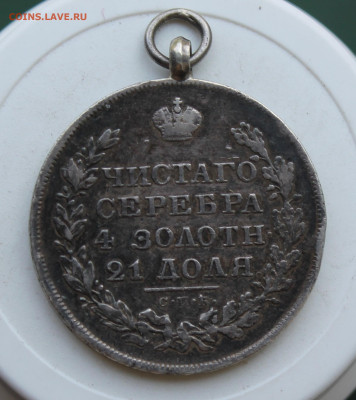 COINS.LAVE.RU
ЧИСТАГО
СЕРЕБРА
4 ЗОЛОТН
21 ДОЛЯ
С.П.Б.